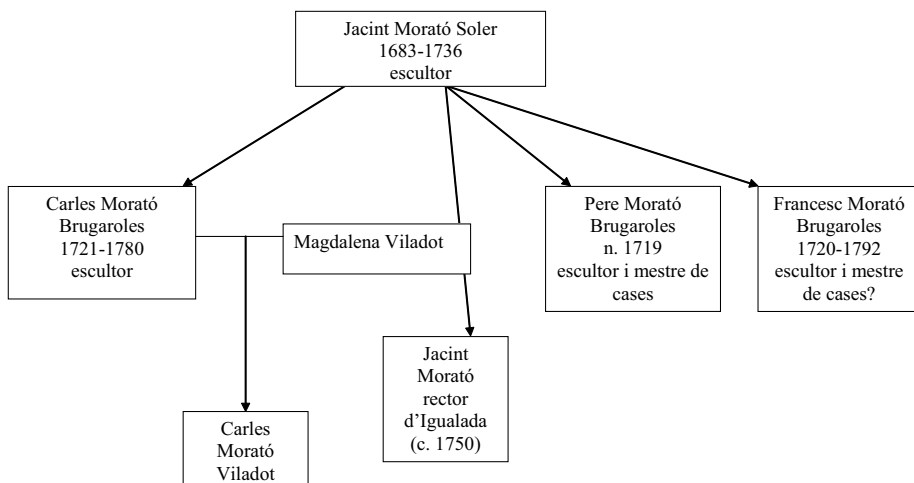 Jacint Morató Soler
1683-1736
escultor
Carles Morató
Brugaroles
1721-1780
escultor
Magdalena Viladot
Pere Morató
Brugaroles
n. 1719
escultor i mestre de
cases
Francesc Morató
Brugaroles
1720-1792
escultor i mestre
de cases?
Jacint
Morató
rector
d’Igualada
(c. 1750)
Carles
Morató
Viladot